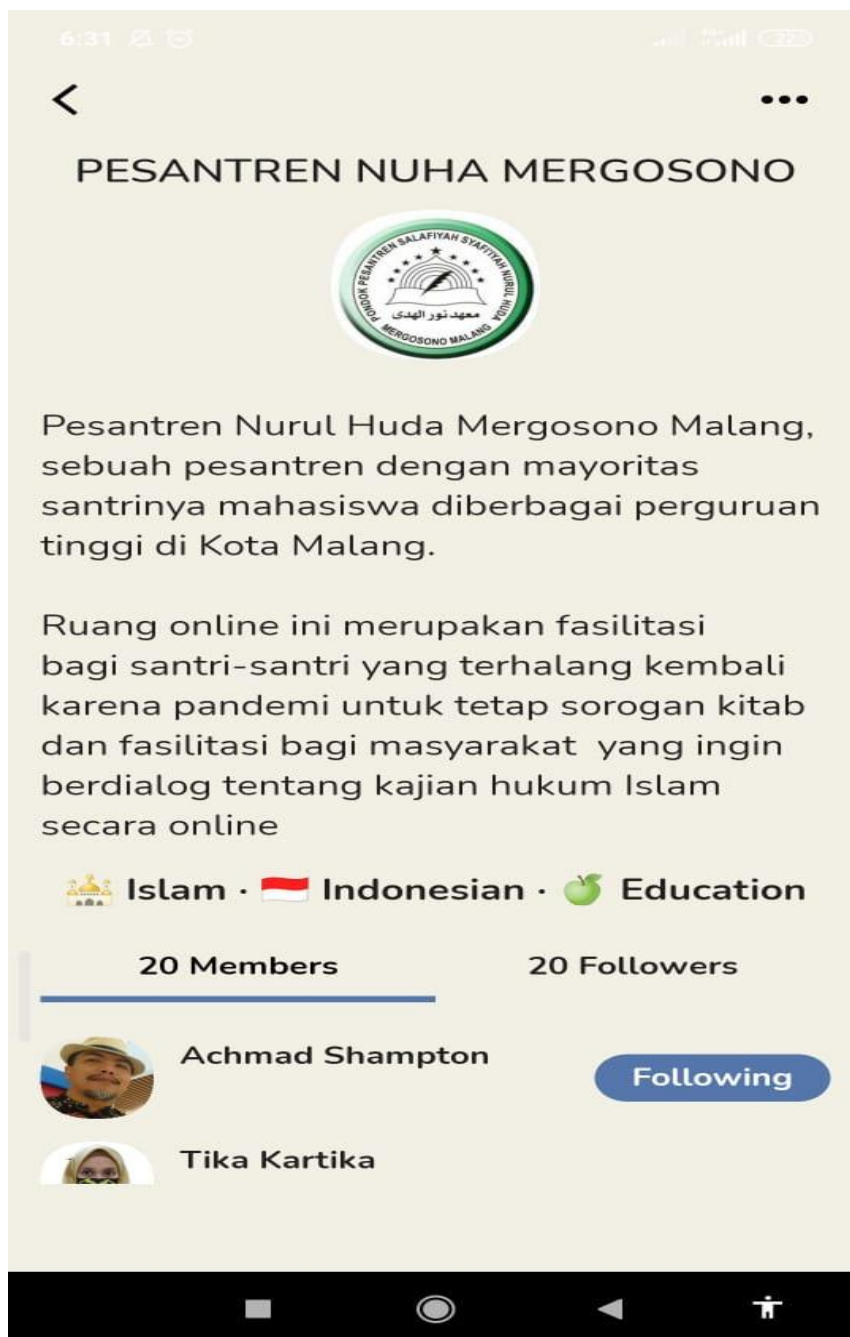 6:31
PESANTREN NUHA MERGOSONO
PONDOK PESANTREN SALAFIYAH SYAFI'IYAH NURUL HUDA
معهد نور الهدى
MERGOSONO MALANG
Pesantren Nurul Huda Mergosono Malang,
sebuah pesantren dengan mayoritas
santrinya mahasiswa diberbagai perguruan
tinggi di Kota Malang.
Ruang online ini merupakan fasilitasi
bagi santri-santri yang terhalang kembali
karena pandemi untuk tetap sorogan kitab
dan fasilitasi bagi masyarakat yang ingin
berdialog tentang kajian hukum Islam
secara online
Islam · Indonesian · Education
20 Members 20 Followers
Achmad Shampton
Following
Tika Kartika